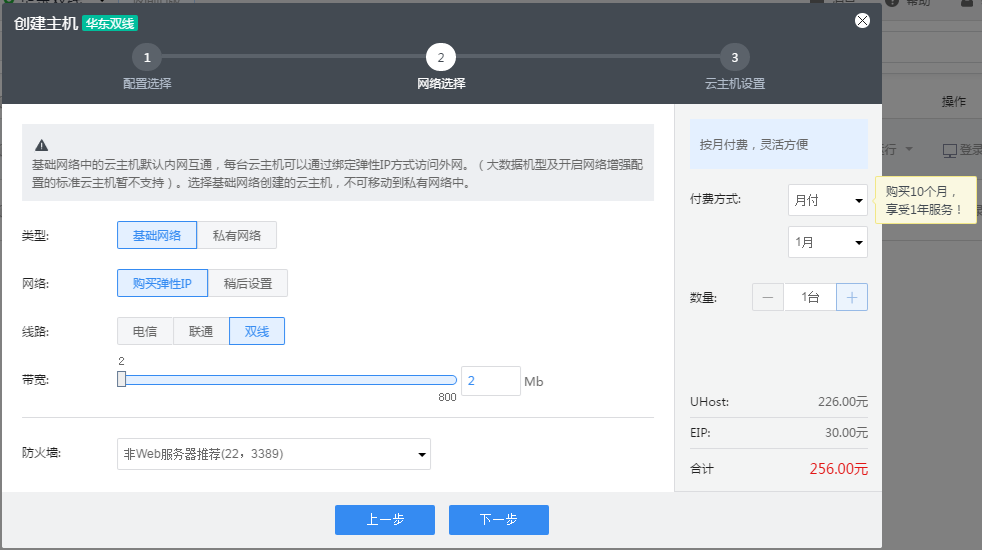 创建主机 华东双线
1 2 3
配置选择 网络选择 云主机设置
操作
基础网络中的云主机默认内网互通，每台云主机可以通过绑定弹性IP方式访问外网。（大数据机型及开启网络增强配
置的标准云主机暂不支持）。选择基础网络创建的云主机，不可移动到私有网络中。
按月付费，灵活方便
登录
付费方式: 月付
购买10个月，
享受1年服务！
类型: 基础网络 私有网络
1月
网络: 购买弹性IP 稍后设置
数量: 1台
线路: 电信 联通 双线
2
带宽: 2 Mb
800
UHost: 226.00元
EIP: 30.00元
防火墙: 非Web服务器推荐(22，3389)
合计 256.00元
上一步 下一步